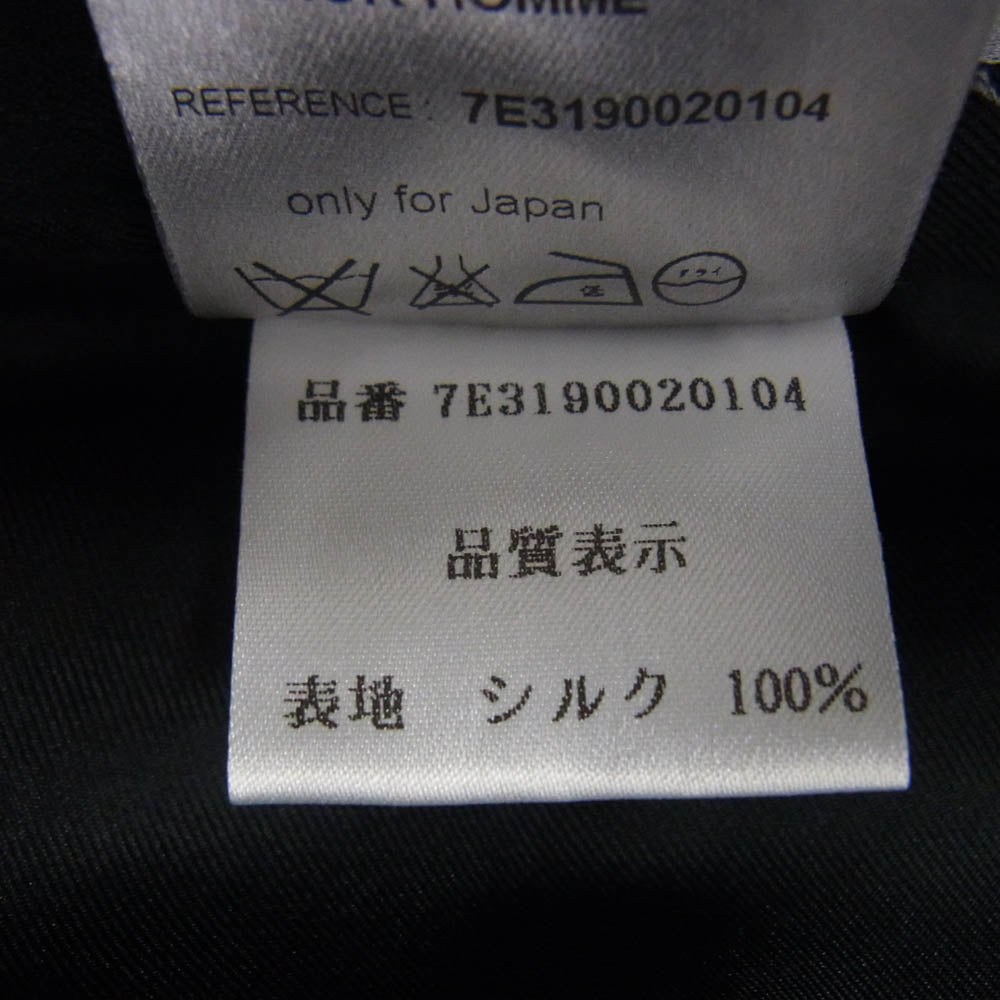 HOMME
REFERENCE: 7E3190020104
only for Japan
ドライ
品番 7E3190020104
品質表示
表地 シルク 100%